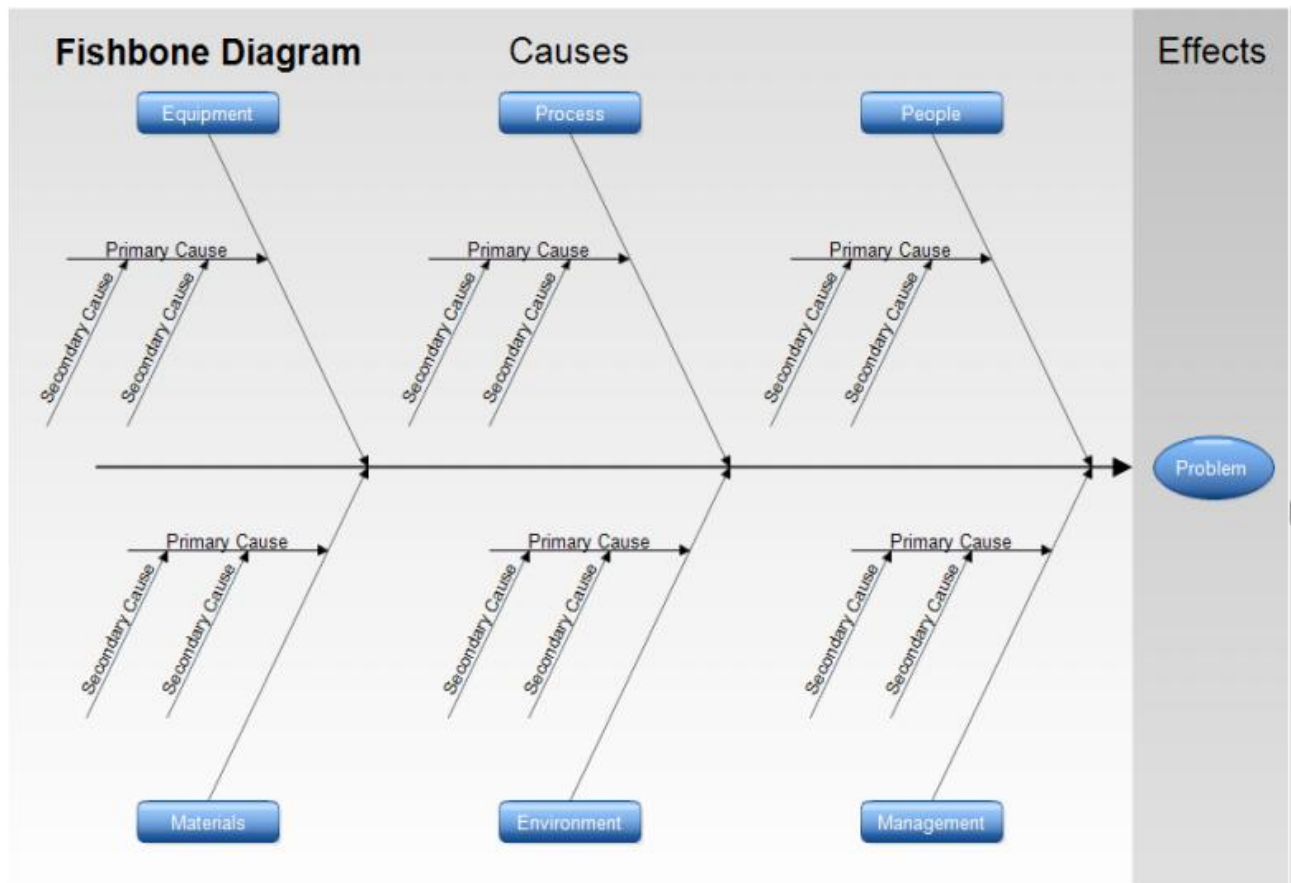 Fishbone Diagram
Causes
Effects
Equipment
Process
People
Primary Cause
Secondary Cause
Secondary Cause
Primary Cause
Secondary Cause
Secondary Cause
Primary Cause
Secondary Cause
Secondary Cause
Problem
Primary Cause
Secondary Cause
Secondary Cause
Primary Cause
Secondary Cause
Secondary Cause
Primary Cause
Secondary Cause
Secondary Cause
Materials
Environment
Management